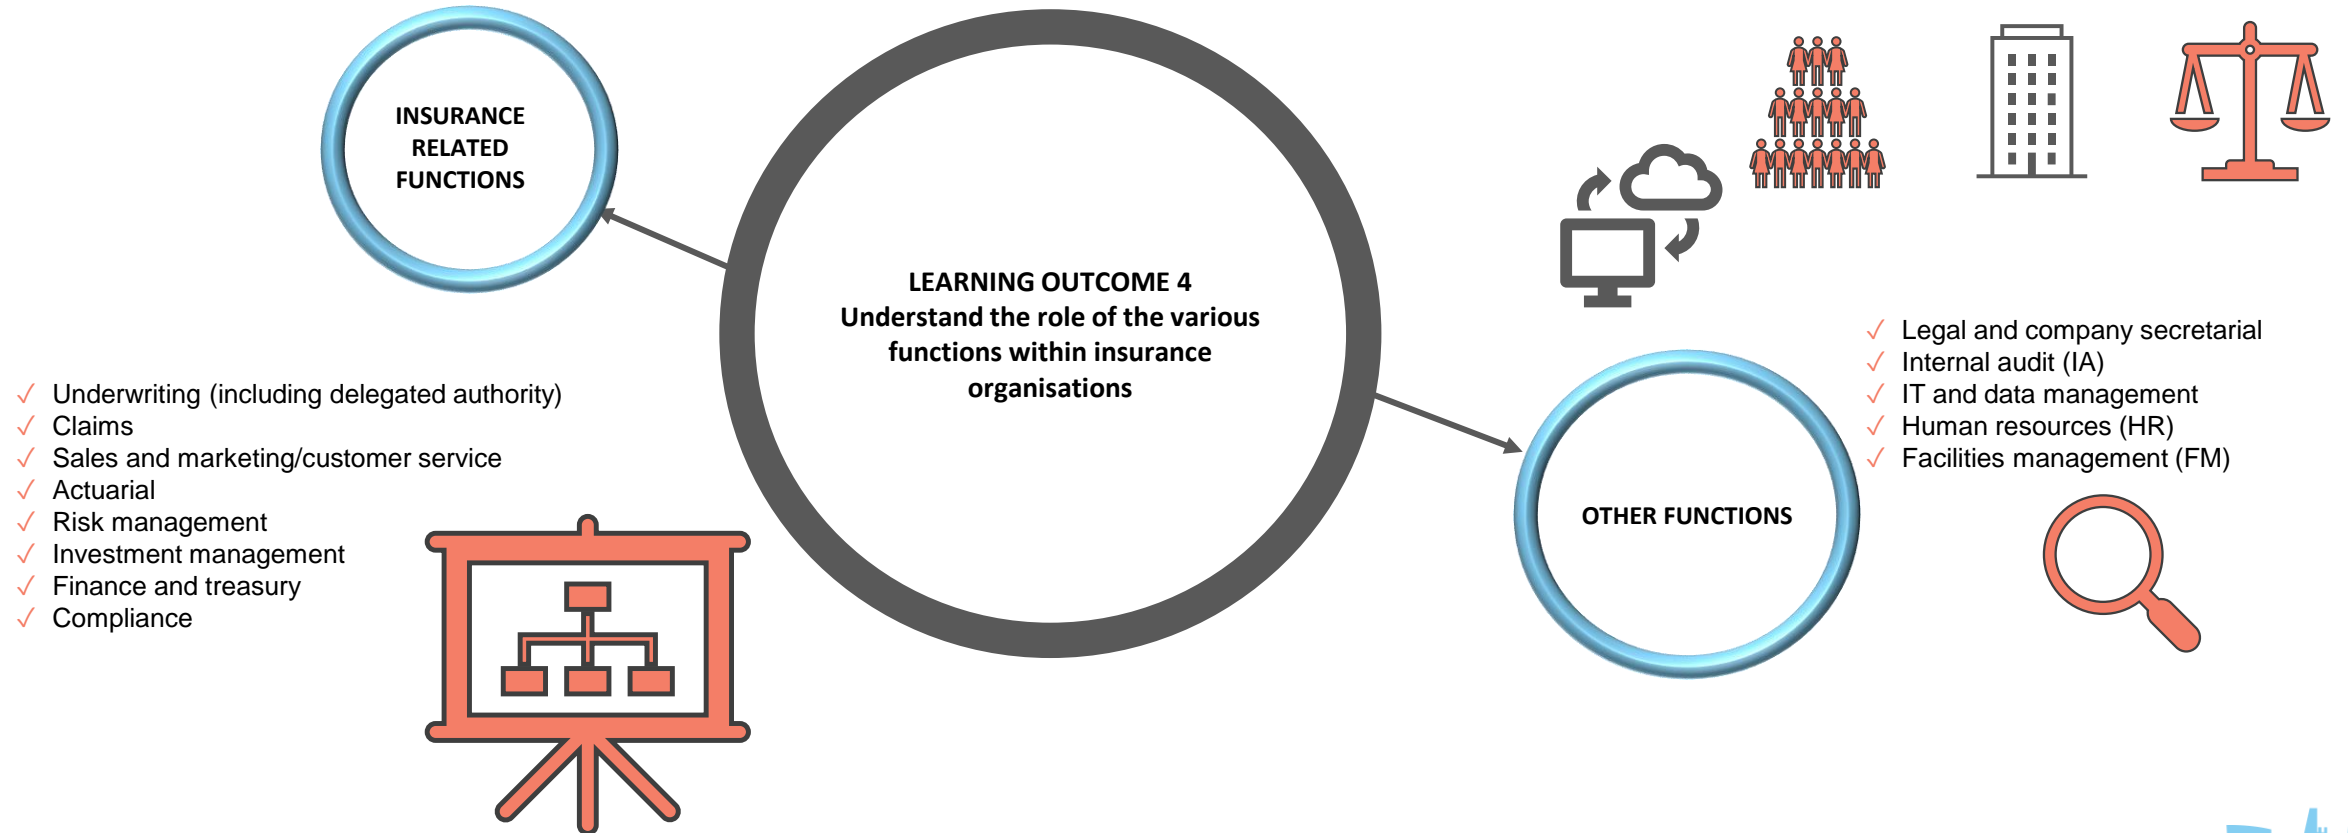 INSURANCE
RELATED
FUNCTIONS
LEARNING OUTCOME 4
Understand the role of the various
functions within insurance
organisations
✓ Underwriting (including delegated authority)
✓ Claims
✓ Sales and marketing/customer service
✓ Actuarial
✓ Risk management
✓ Investment management
✓ Finance and treasury
✓ Compliance
OTHER FUNCTIONS
✓ Legal and company secretarial
✓ Internal audit (IA)
✓ IT and data management
✓ Human resources (HR)
✓ Facilities management (FM)